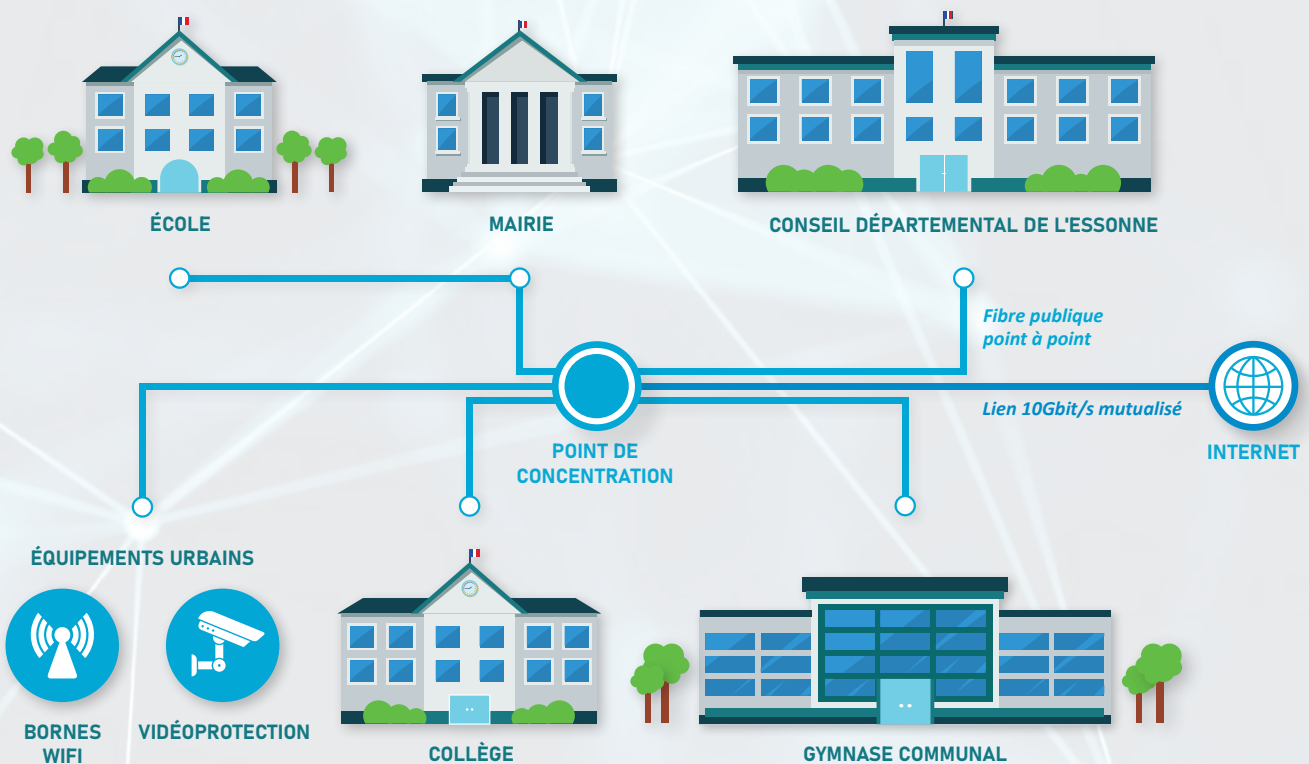 ÉCOLE
MAIRIE
CONSEIL DÉPARTEMENTAL DE L'ESSONNE
Fibre publique
point à point
Lien 10Gbit/s mutualisé
POINT DE
CONCENTRATION
INTERNET
ÉQUIPEMENTS URBAINS
BORNES
WIFI
VIDÉOPROTECTION
COLLÈGE
GYMNASE COMMUNAL